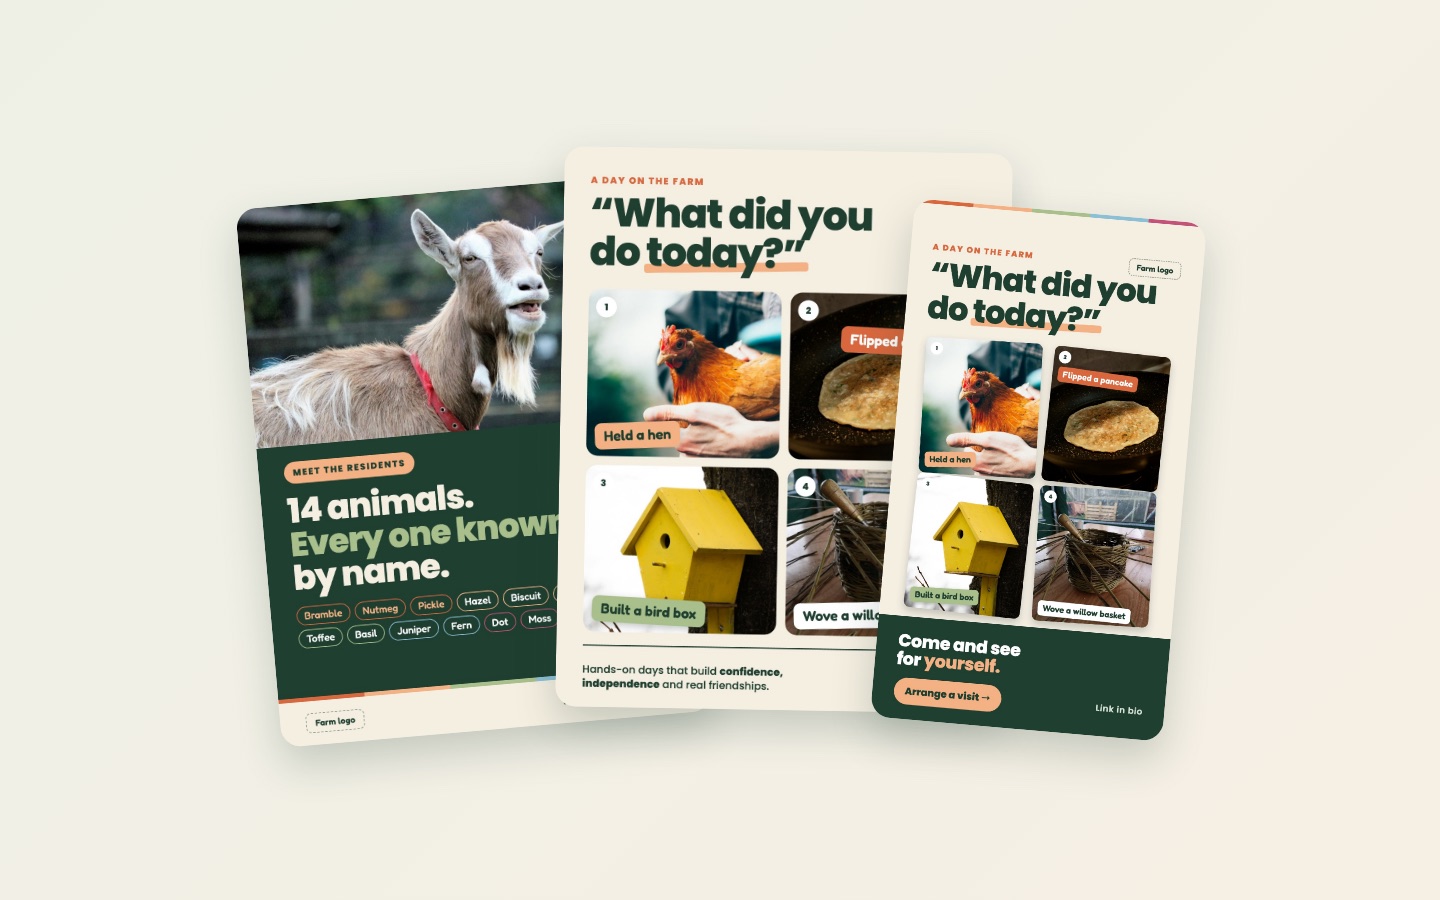 MEET THE RESIDENTS
14 animals.
Every one known
by name.
Bramble Nutmeg Pickle Hazel Biscuit
Toffee Basil Juniper Fern Dot Moss
Farm logo
A DAY ON THE FARM
“What did you
do today?”
1
2
Flipped
Held a hen
3
4
Built a bird box
Wove a willo
Hands-on days that build confidence,
independence and real friendships.
A DAY ON THE FARM
Farm logo
“What did you
do today?”
1
2
Flipped a pancake
Held a hen
3
4
Built a bird box
Wove a willow basket
Come and see
for yourself.
Arrange a visit →
Link in bio